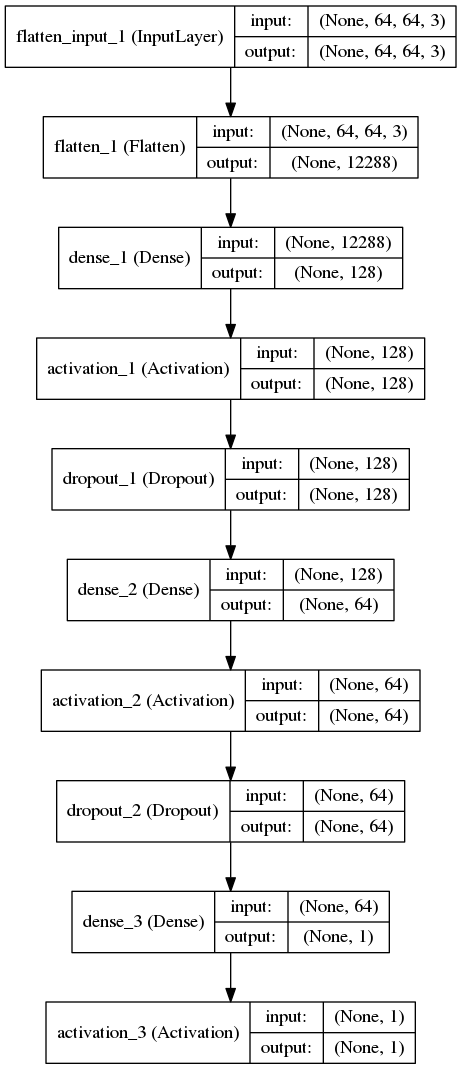 flatten_input_1 (InputLayer)
input: (None, 64, 64, 3)
output: (None, 64, 64, 3)
flatten_1 (Flatten)
input: (None, 64, 64, 3)
output: (None, 12288)
dense_1 (Dense)
input: (None, 12288)
output: (None, 128)
activation_1 (Activation)
input: (None, 128)
output: (None, 128)
dropout_1 (Dropout)
input: (None, 128)
output: (None, 128)
dense_2 (Dense)
input: (None, 128)
output: (None, 64)
activation_2 (Activation)
input: (None, 64)
output: (None, 64)
dropout_2 (Dropout)
input: (None, 64)
output: (None, 64)
dense_3 (Dense)
input: (None, 64)
output: (None, 1)
activation_3 (Activation)
input: (None, 1)
output: (None, 1)